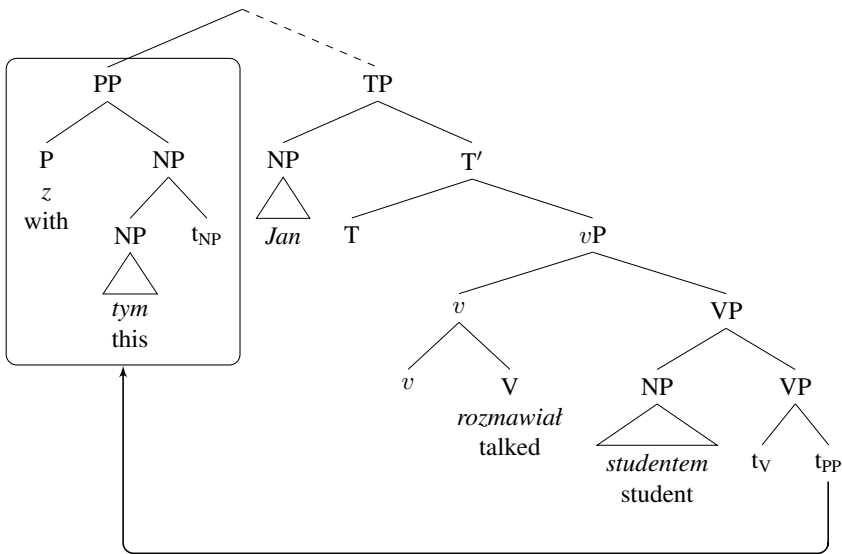 PP TP
P NP NP T′
z
with
NP t_NP Jan T vP
tym
this
v VP
v V NP VP
rozmawiał
talked
studentem t_V t_PP
student